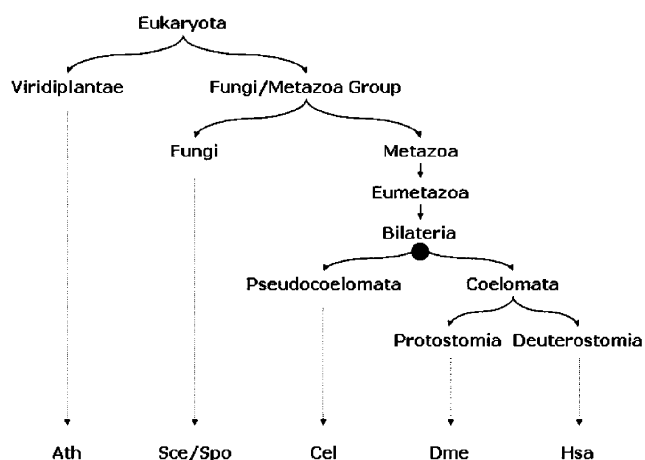 Eukaryota
Viridiplantae Fungi/Metazoa Group
Fungi Metazoa
Eumetazoa
Bilateria
Pseudocoelomata Coelomata
Protostomia Deuterostomia
Ath Sce/Spo Cel Dme Hsa